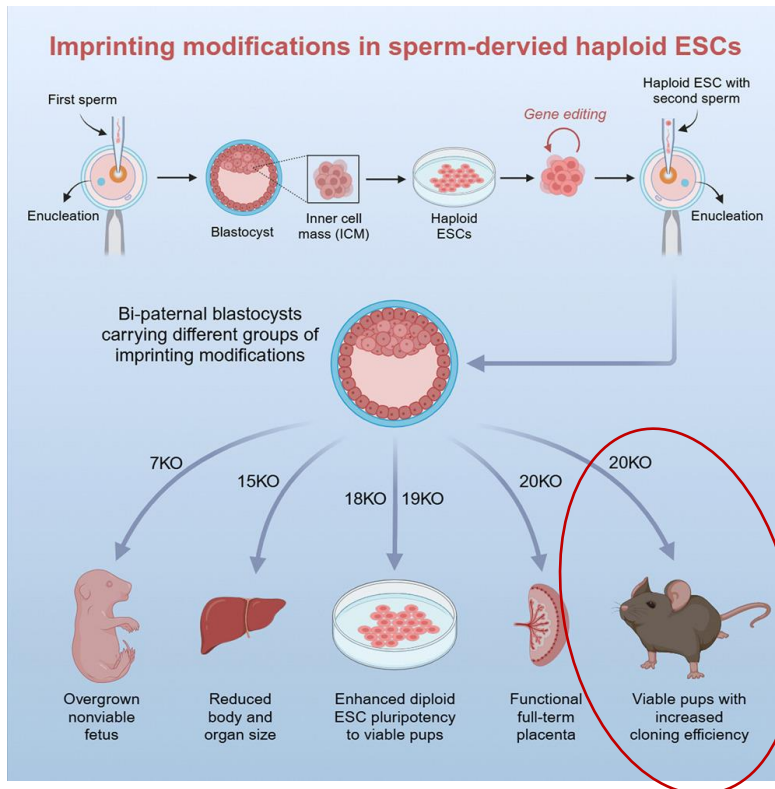 Imprinting modifications in sperm-dervied haploid ESCs
First sperm
Haploid ESC with
second sperm
Gene editing
Enucleation
Blastocyst
Inner cell
mass (ICM)
Haploid
ESCs
Enucleation
Bi-paternal blastocysts
carrying different groups of
imprinting modifications
7KO
15KO
18KO
19KO
20KO
20KO
Overgrown
nonviable
fetus
Reduced
body and
organ size
Enhanced diploid
ESC pluripotency
to viable pups
Functional
full-term
placenta
Viable pups with
increased
cloning efficiency